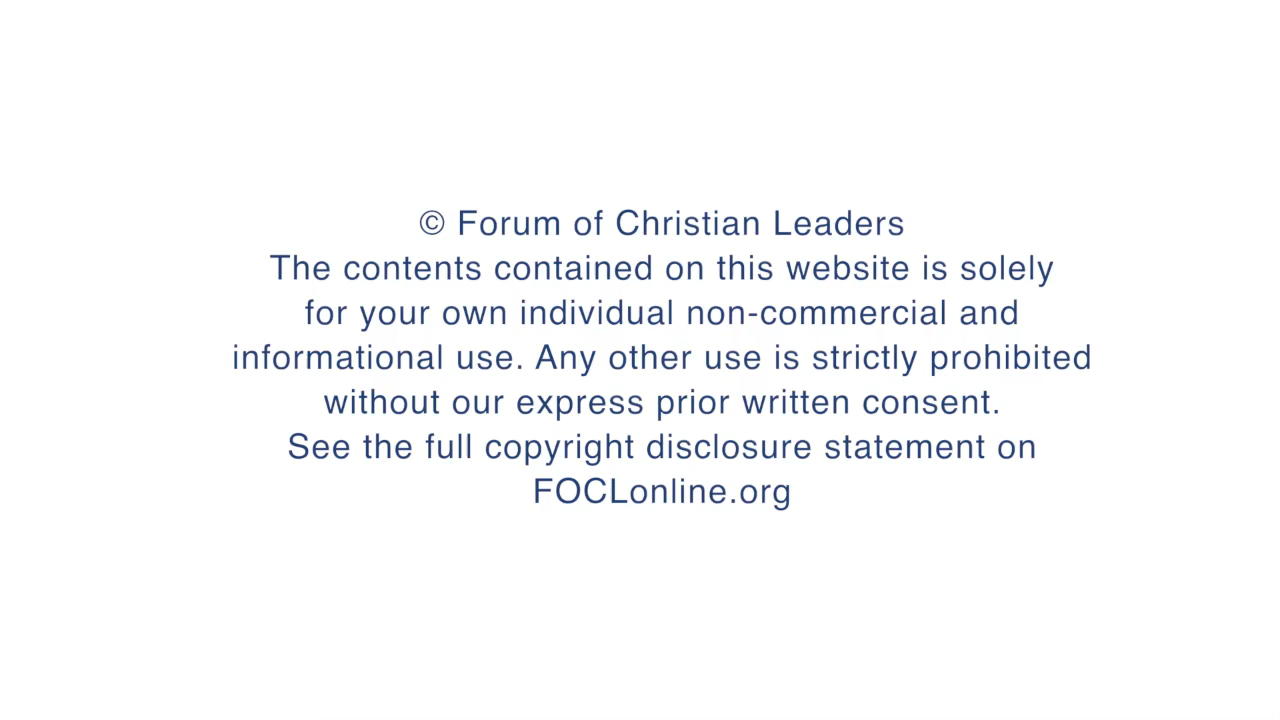 © Forum of Christian Leaders
The contents contained on this website is solely
for your own individual non-commercial and
informational use. Any other use is strictly prohibited
without our express prior written consent.
See the full copyright disclosure statement on
FOCLonline.org